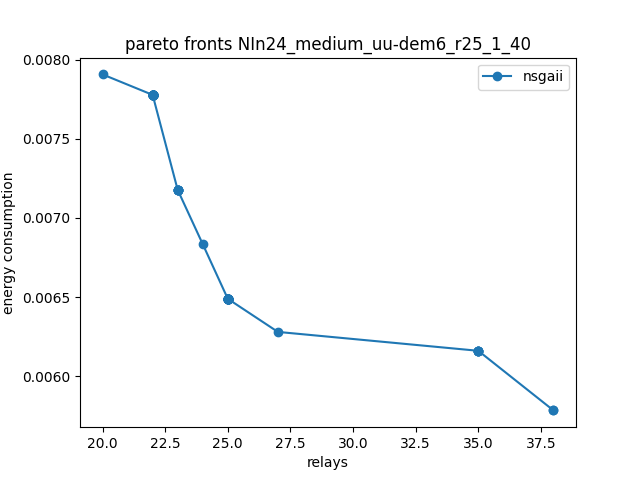 pareto fronts NIn24_medium_uu-dem6_r25_1_40
nsgaii
0.0080
0.0075
0.0070
0.0065
0.0060
energy consumption
20.0 22.5 25.0 27.5 30.0 32.5 35.0 37.5
relays